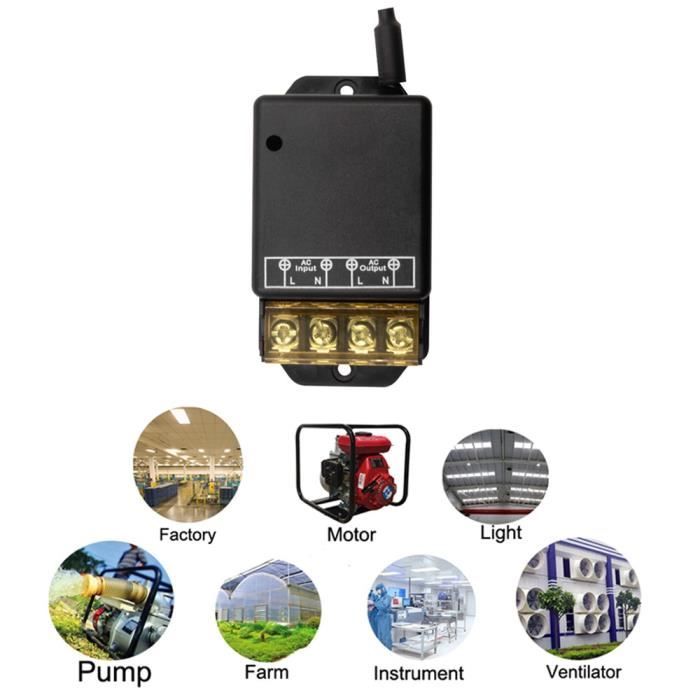 AC Input
L N
AC Output
L N
Factory
Motor
Light
Pump
Farm
Instrument
Ventilator